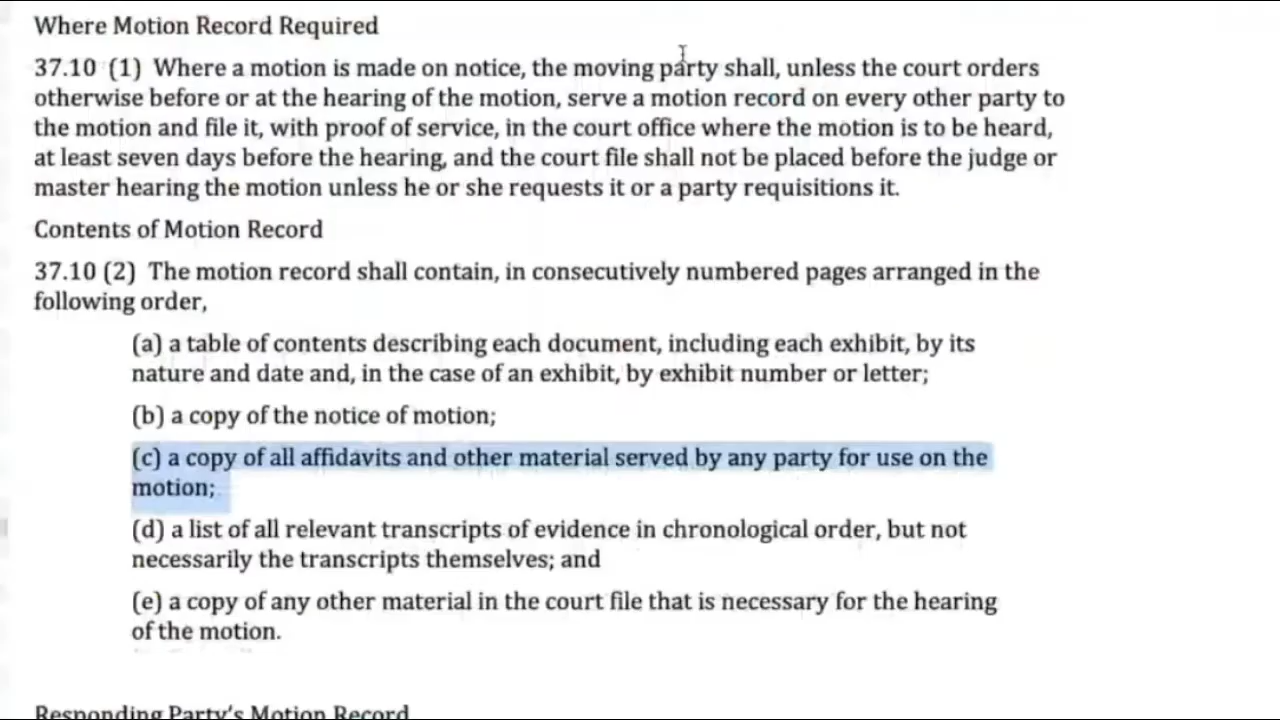 Where Motion Record Required
37.10 (1) Where a motion is made on notice, the moving party shall, unless the court orders
otherwise before or at the hearing of the motion, serve a motion record on every other party to
the motion and file it, with proof of service, in the court office where the motion is to be heard,
at least seven days before the hearing, and the court file shall not be placed before the judge or
master hearing the motion unless he or she requests it or a party requisitions it.
Contents of Motion Record
37.10 (2) The motion record shall contain, in consecutively numbered pages arranged in the
following order,
(a) a table of contents describing each document, including each exhibit, by its
nature and date and, in the case of an exhibit, by exhibit number or letter;
(b) a copy of the notice of motion;
(c) a copy of all affidavits and other material served by any party for use on the
motion;
(d) a list of all relevant transcripts of evidence in chronological order, but not
necessarily the transcripts themselves; and
(e) a copy of any other material in the court file that is necessary for the hearing
of the motion.
Responding Party's Motion Record